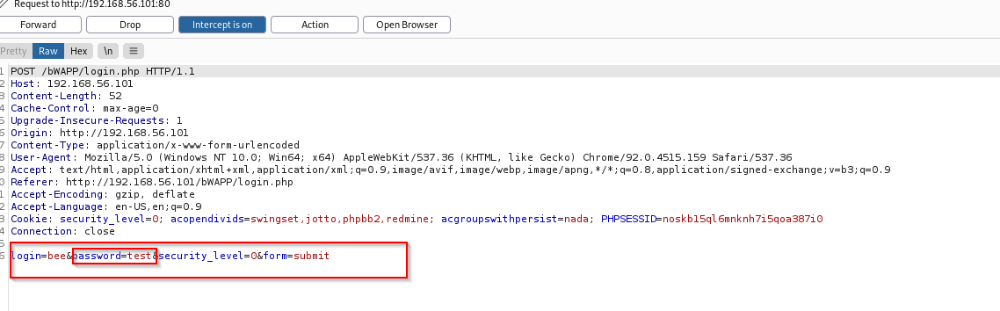 Request to http://192.168.56.101:80
Forward Drop Intercept is on Action Open Browser
Pretty Raw Hex \n ≡
1 POST /bWAPP/login.php HTTP/1.1
2 Host: 192.168.56.101
3 Content-Length: 52
4 Cache-Control: max-age=0
5 Upgrade-Insecure-Requests: 1
6 Origin: http://192.168.56.101
7 Content-Type: application/x-www-form-urlencoded
8 User-Agent: Mozilla/5.0 (Windows NT 10.0; Win64; x64) AppleWebKit/537.36 (KHTML, like Gecko) Chrome/92.0.4515.159 Safari/537.36
9 Accept: text/html,application/xhtml+xml,application/xml;q=0.9,image/avif,image/webp,image/apng,*/*;q=0.8,application/signed-exchange;v=b3;q=0.9
0 Referer: http://192.168.56.101/bWAPP/login.php
1 Accept-Encoding: gzip, deflate
2 Accept-Language: en-US,en;q=0.9
3 Cookie: security_level=0; acopendivids=swingset,jotto,phpbb2,redmine; acgroupswithpersist=nada; PHPSESSID=noskb15ql6mnknh7i5qoa387i0
4 Connection: close
5
6 login=bee&password=test&security_level=0&form=submit